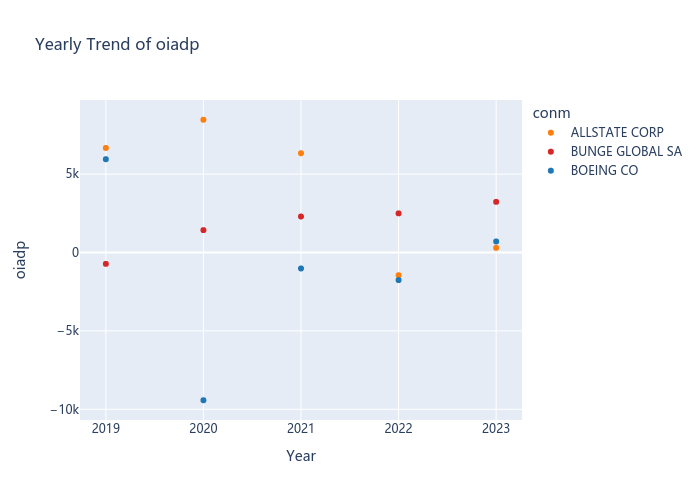 Yearly Trend of oiadp
conm
ALLSTATE CORP
BUNGE GLOBAL SA
BOEING CO
oiadp
5k
0
−5k
−10k
2019 2020 2021 2022 2023
Year